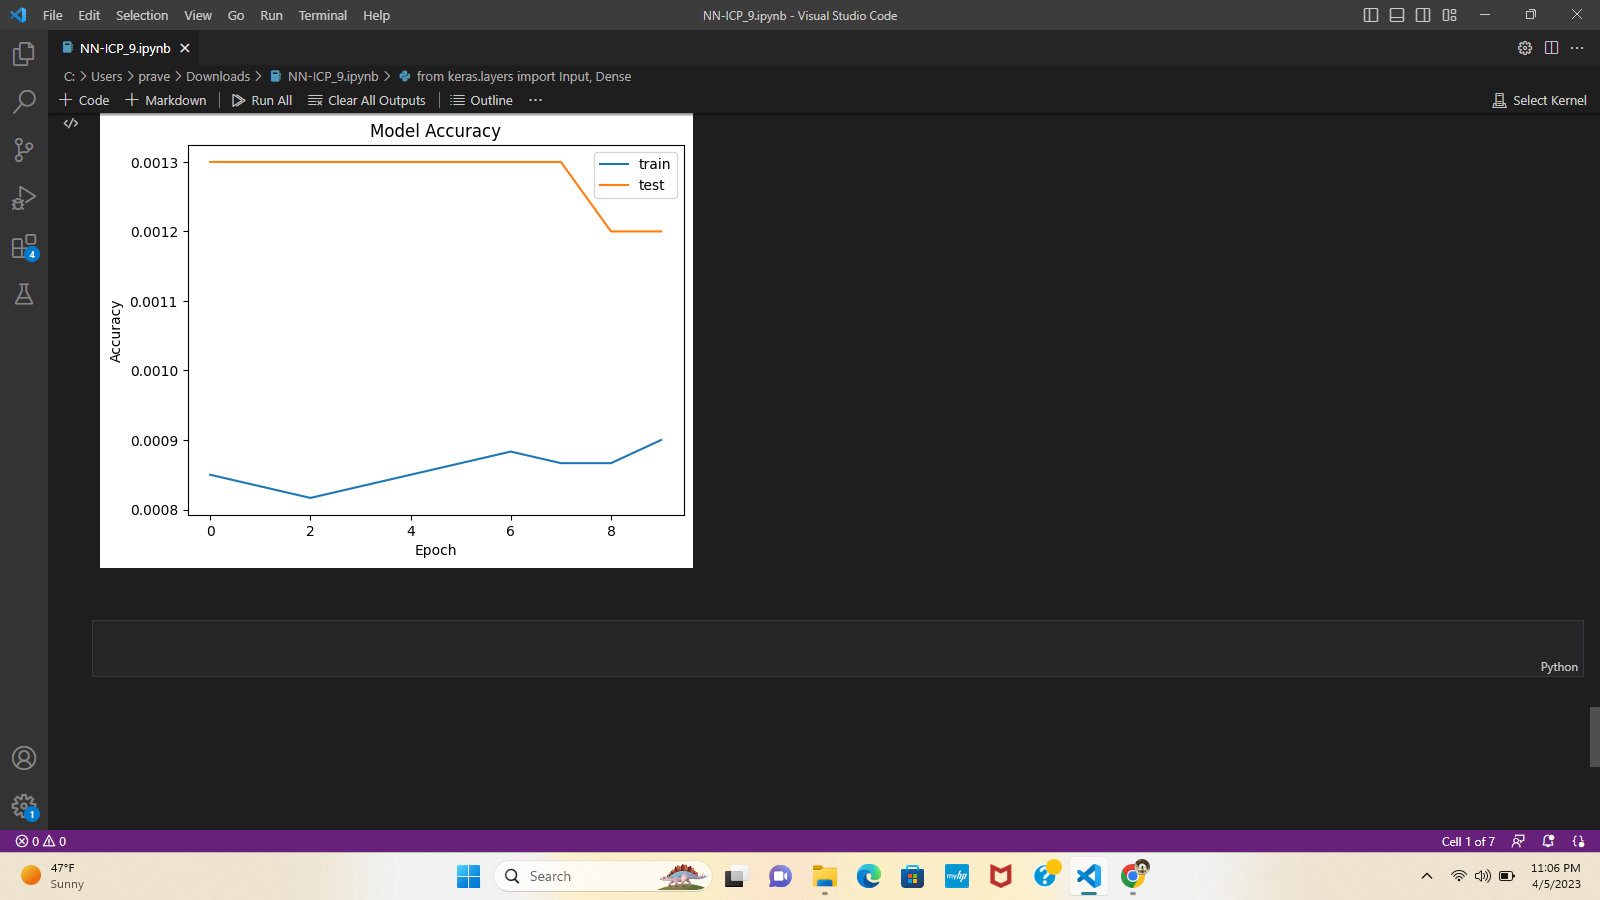 File Edit Selection View Go Run Terminal Help
NN-ICP_9.ipynb - Visual Studio Code
NN-ICP_9.ipynb
C: > Users > prave > Downloads > NN-ICP_9.ipynb > from keras.layers import Input, Dense
+ Code + Markdown | Run All Clear All Outputs | Outline ···
Select Kernel
Model Accuracy
train
test
0.0013
0.0012
0.0011
0.0010
0.0009
0.0008
Accuracy
0 2 4 6 8
Epoch
Python
4
1
0 0
Cell 1 of 7
47°F
Sunny
Search
my hp
11:06 PM
4/5/2023